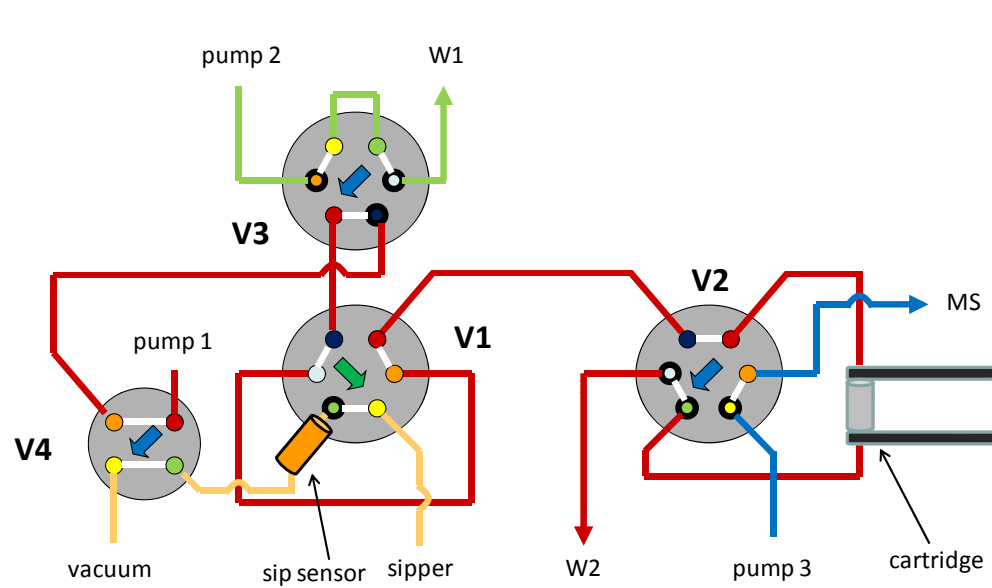 pump 2
W1
V3
V2
MS
V1
pump 1
V4
vacuum
sip sensor
sipper
W2
pump 3
cartridge